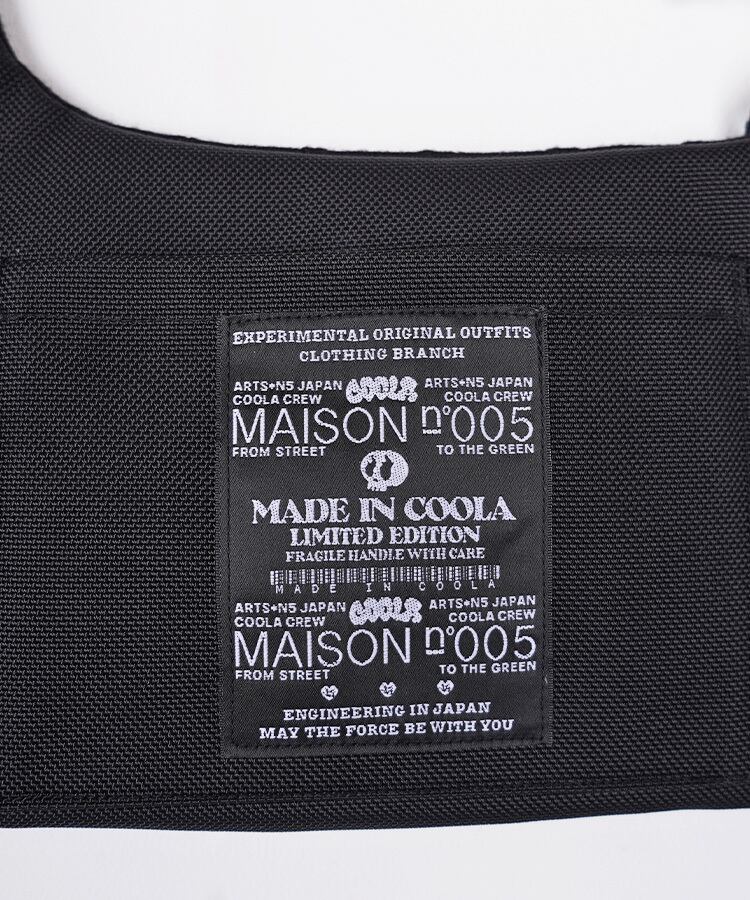 EXPERIMENTAL ORIGINAL OUTFITS
CLOTHING BRANCH
ARTS+N5 JAPAN COOLA ARTS+N5 JAPAN
COOLA CREW COOLA CREW
MAISON nº005
FROM STREET TO THE GREEN
MADE IN COOLA
LIMITED EDITION
FRAGILE HANDLE WITH CARE
MADE IN COOLA
ARTS+N5 JAPAN COOLA ARTS+N5 JAPAN
COOLA CREW COOLA CREW
MAISON nº005
FROM STREET TO THE GREEN
ENGINEERING IN JAPAN
MAY THE FORCE BE WITH YOU